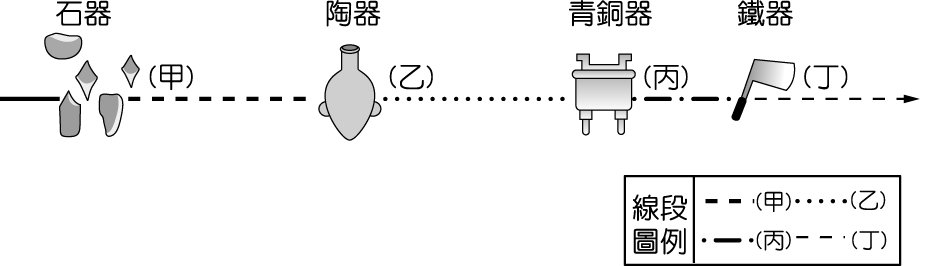 石器 陶器 青銅器 鐵器
(甲) (乙) (丙) (丁)
線段 (甲) (乙)
圖例 (丙) (丁)